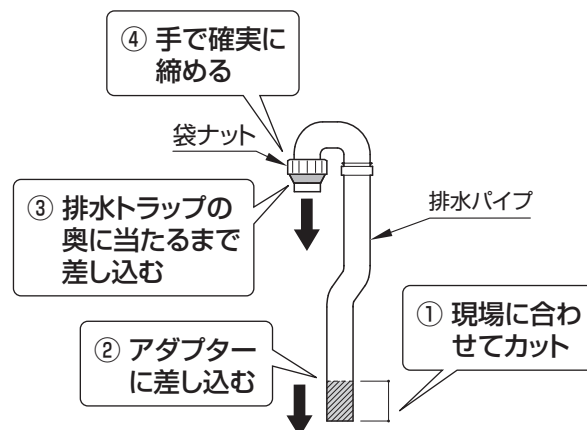 ④ 手で確実に
締める
袋ナット
③ 排水トラップの
奥に当たるまで
差し込む
排水パイプ
① 現場に合わ
せてカット
② アダプター
に差し込む